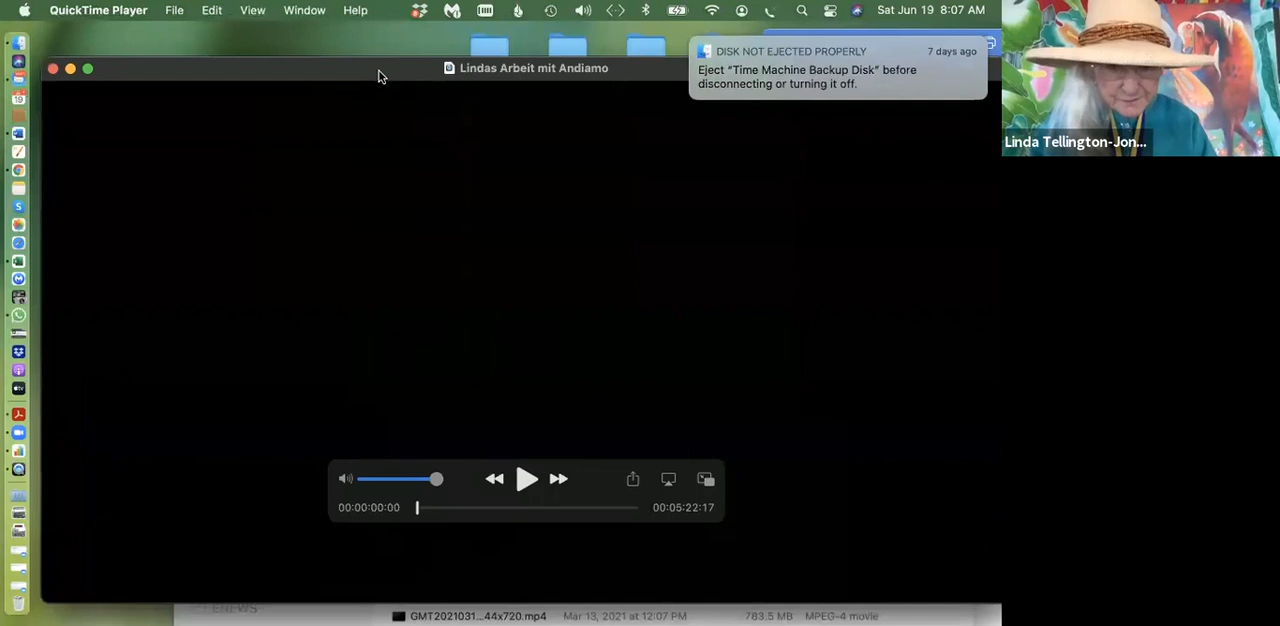 QuickTime Player File Edit View Window Help Sat Jun 19 8:07 AM
DISK NOT EJECTED PROPERLY 7 days ago
Eject “Time Machine Backup Disk” before
disconnecting or turning it off.
Lindas Arbeit mit Andiamo
Linda Tellington-Jon...
19
00:00:00:00 00:05:22:17
ENEWS
GMT2021031...44x720.mp4 Mar 13, 2021 at 12:07 PM 783.5 MB MPEG-4 movie